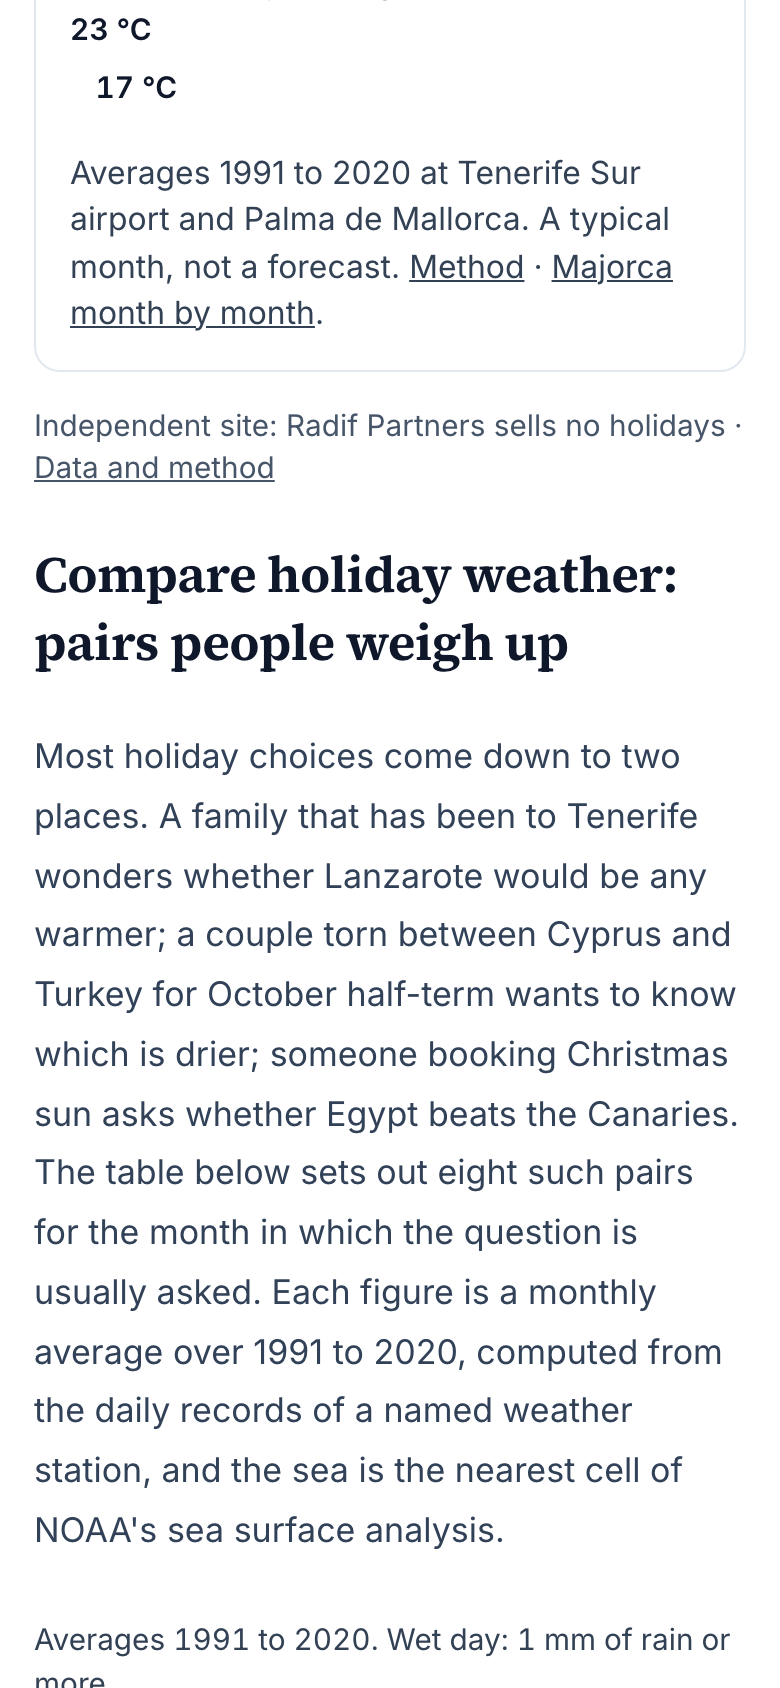 23 °C
17 °C
Averages 1991 to 2020 at Tenerife Sur
airport and Palma de Mallorca. A typical
month, not a forecast. Method · Majorca
month by month.
Independent site: Radif Partners sells no holidays ·
Data and method
Compare holiday weather:
pairs people weigh up
Most holiday choices come down to two
places. A family that has been to Tenerife
wonders whether Lanzarote would be any
warmer; a couple torn between Cyprus and
Turkey for October half-term wants to know
which is drier; someone booking Christmas
sun asks whether Egypt beats the Canaries.
The table below sets out eight such pairs
for the month in which the question is
usually asked. Each figure is a monthly
average over 1991 to 2020, computed from
the daily records of a named weather
station, and the sea is the nearest cell of
NOAA's sea surface analysis.
Averages 1991 to 2020. Wet day: 1 mm of rain or
more